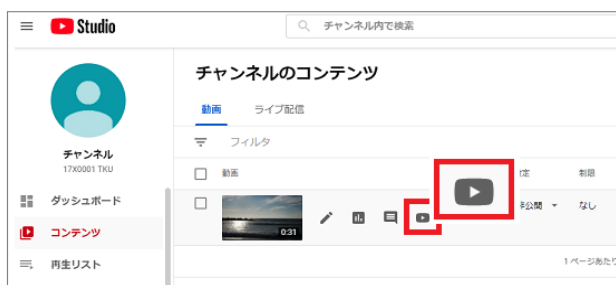 Studio
チャンネル内で検索
チャンネル
17X0001 TKU
ダッシュボード
コンテンツ
再生リスト
チャンネルのコンテンツ
動画 ライブ配信
フィルタ
動画 制限
0:31 非公開 なし
1 ページあたり